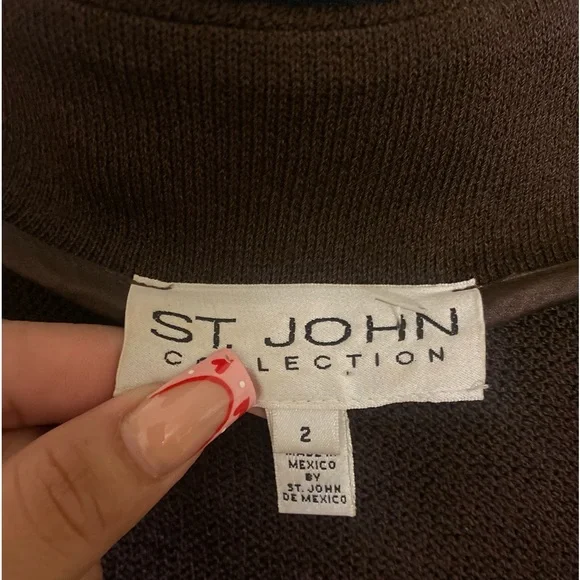 ST. JOHN
COLLECTION
2
MADE IN
MEXICO
BY
ST. JOHN
DE MEXICO